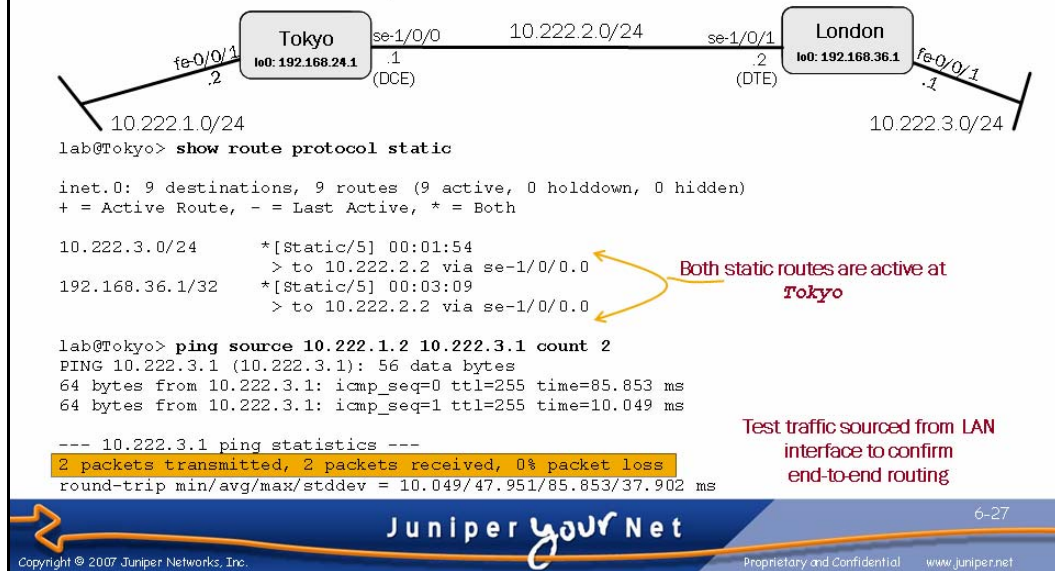 Tokyo
lo0: 192.168.24.1
se-1/0/0
.1
(DCE)
10.222.2.0/24
se-1/0/1
.2
(DTE)
London
lo0: 192.168.36.1
fe-0/0/1
.2
fe-0/0/1
.1
10.222.1.0/24
10.222.3.0/24
lab@Tokyo> show route protocol static
inet.0: 9 destinations, 9 routes (9 active, 0 holddown, 0 hidden)
+ = Active Route, - = Last Active, * = Both
10.222.3.0/24 *[Static/5] 00:01:54
> to 10.222.2.2 via se-1/0/0.0
192.168.36.1/32 *[Static/5] 00:03:09
> to 10.222.2.2 via se-1/0/0.0
Both static routes are active at
Tokyo
lab@Tokyo> ping source 10.222.1.2 10.222.3.1 count 2
PING 10.222.3.1 (10.222.3.1): 56 data bytes
64 bytes from 10.222.3.1: icmp_seq=0 ttl=255 time=85.853 ms
64 bytes from 10.222.3.1: icmp_seq=1 ttl=255 time=10.049 ms
--- 10.222.3.1 ping statistics ---
2 packets transmitted, 2 packets received, 0% packet loss
round-trip min/avg/max/stddev = 10.049/47.951/85.853/37.902 ms
Test traffic sourced from LAN
interface to confirm
end-to-end routing
Juniper your Net
6-27
Copyright © 2007 Juniper Networks, Inc.
Proprietary and Confidential
www.juniper.net